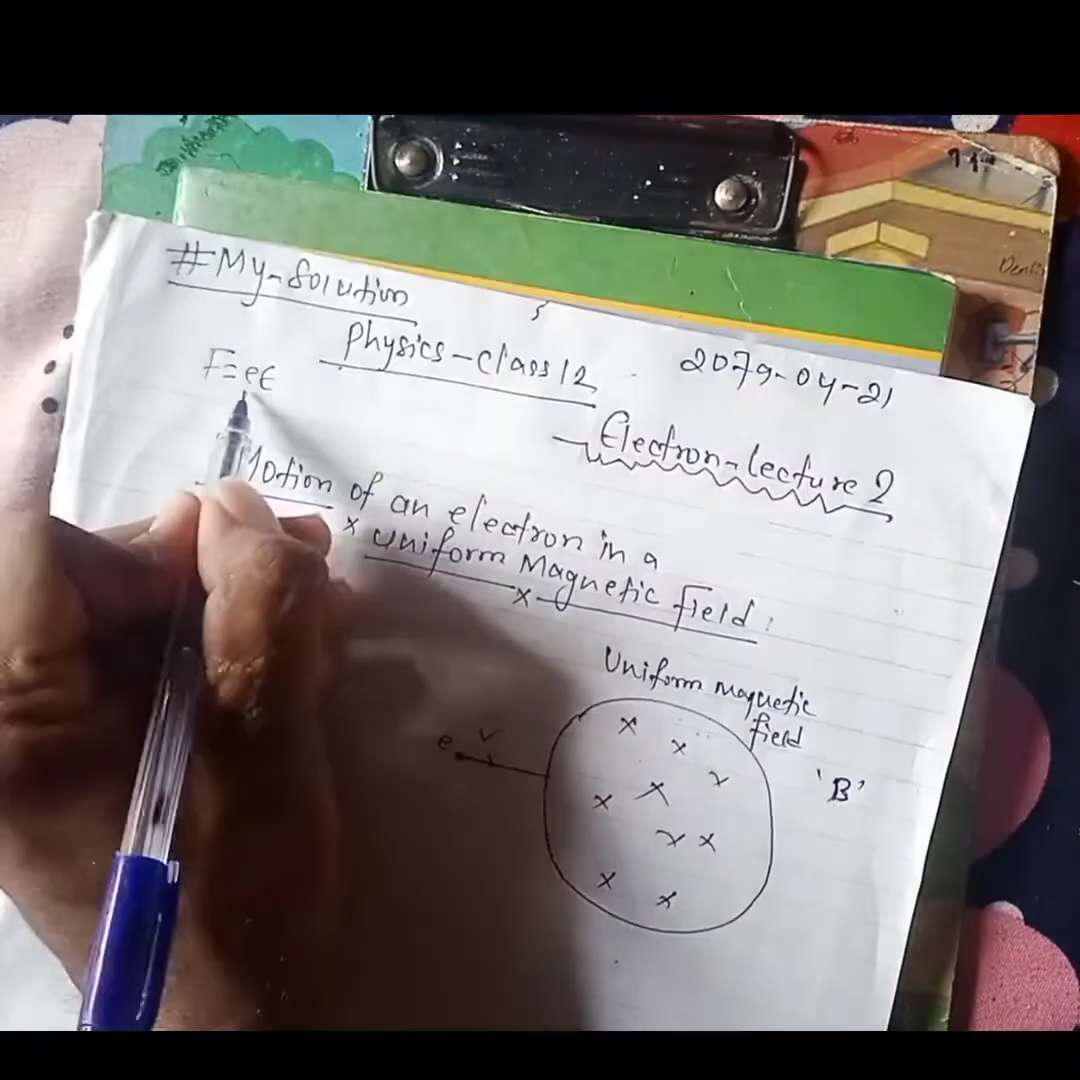 #My-Solution
Physics-class 12
2079-04-21
F=eE
Electron-lecture 2
Motion of an electron in a
x uniform Magnetic field:
x
Uniform magnetic
field
e
v
'B'
x x
x
x x
x x
x x
Denti